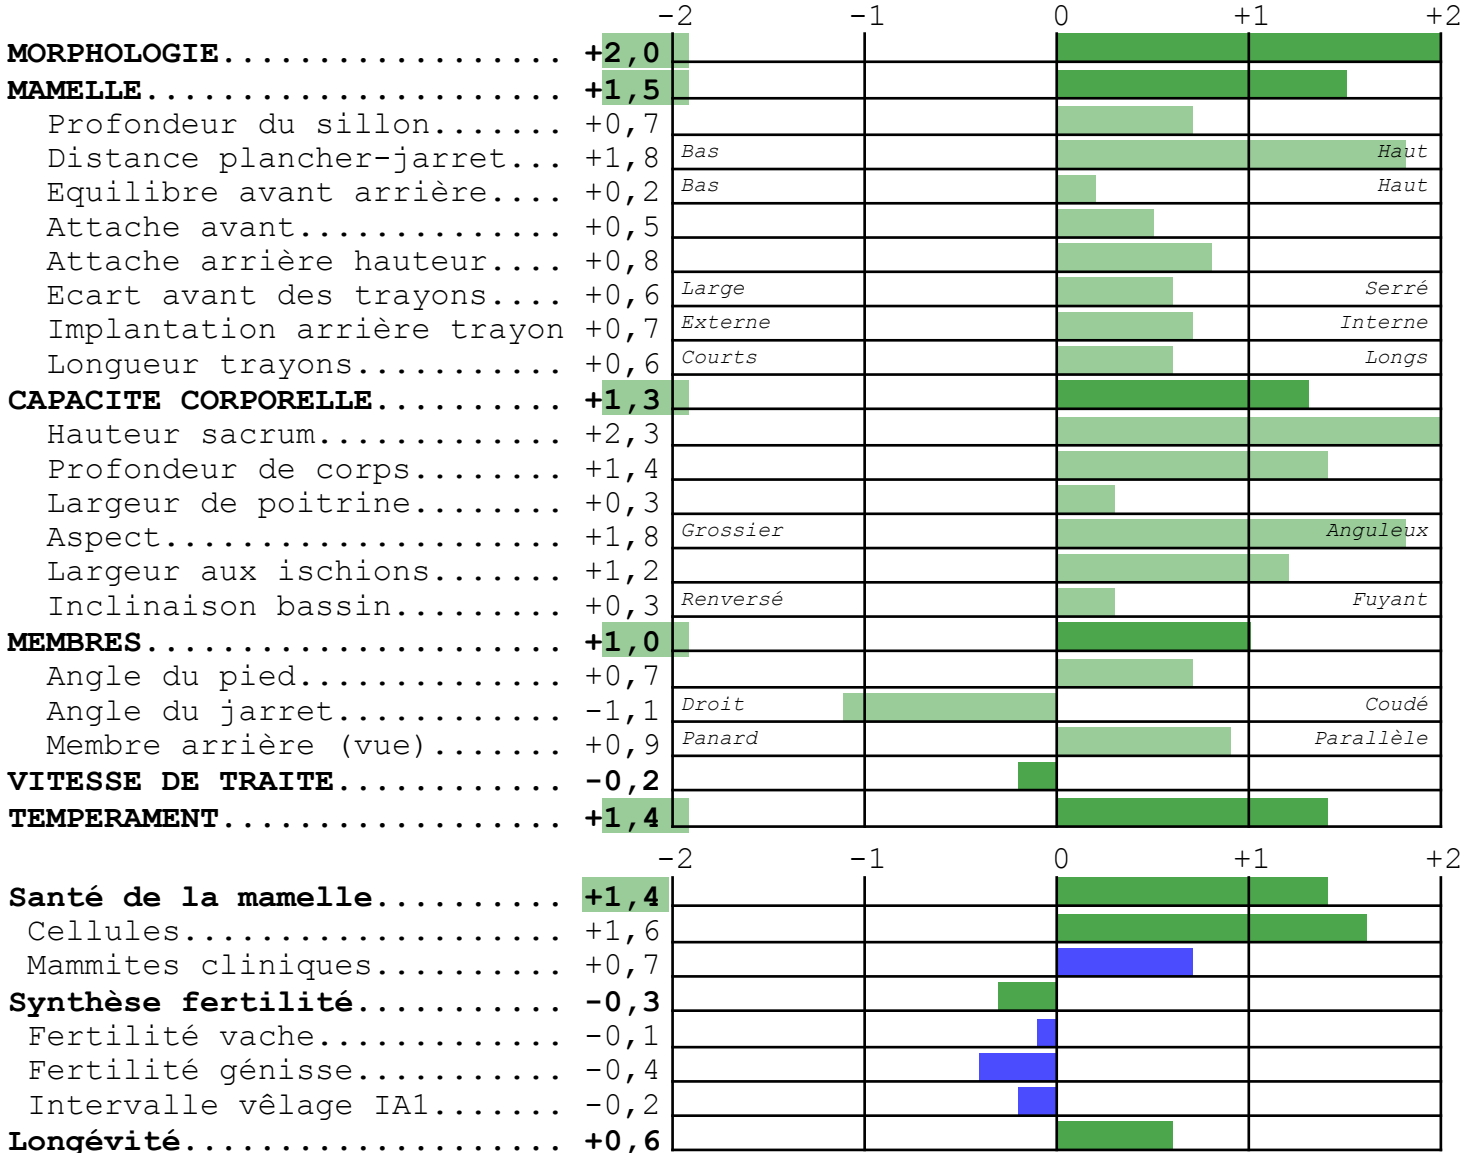 -2 -1 0 +1 +2
MORPHOLOGIE.................. +2,0
MAMELLE...................... +1,5
Profondeur du sillon....... +0,7
Distance plancher-jarret... +1,8 Bas Haut
Equilibre avant arrière.... +0,2 Bas Haut
Attache avant.............. +0,5
Attache arrière hauteur.... +0,8
Ecart avant des trayons.... +0,6 Large Serré
Implantation arrière trayon +0,7 Externe Interne
Longueur trayons........... +0,6 Courts Longs
CAPACITE CORPORELLE.......... +1,3
Hauteur sacrum............. +2,3
Profondeur de corps........ +1,4
Largeur de poitrine........ +0,3
Aspect..................... +1,8 Grossier Anguleux
Largeur aux ischions....... +1,2
Inclinaison bassin......... +0,3 Renversé Fuyant
MEMBRES...................... +1,0
Angle du pied.............. +0,7
Angle du jarret............ -1,1 Droit Coudé
Membre arrière (vue)....... +0,9 Panard Parallèle
VITESSE DE TRAITE............ -0,2
TEMPERAMENT.................. +1,4
-2 -1 0 +1 +2
Santé de la mamelle.......... +1,4
Cellules.................... +1,6
Mammites cliniques.......... +0,7
Synthèse fertilité........... -0,3
Fertilité vache............. -0,1
Fertilité génisse........... -0,4
Intervalle vêlage IA1....... -0,2
Longévité.................... +0,6